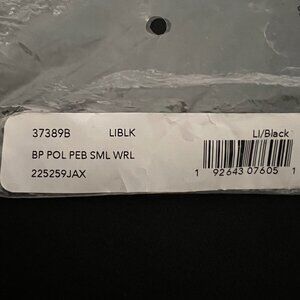 37389B LIBLK LI/Black
BP POL PEB SML WRL
225259JAX
1 92643 07605 1